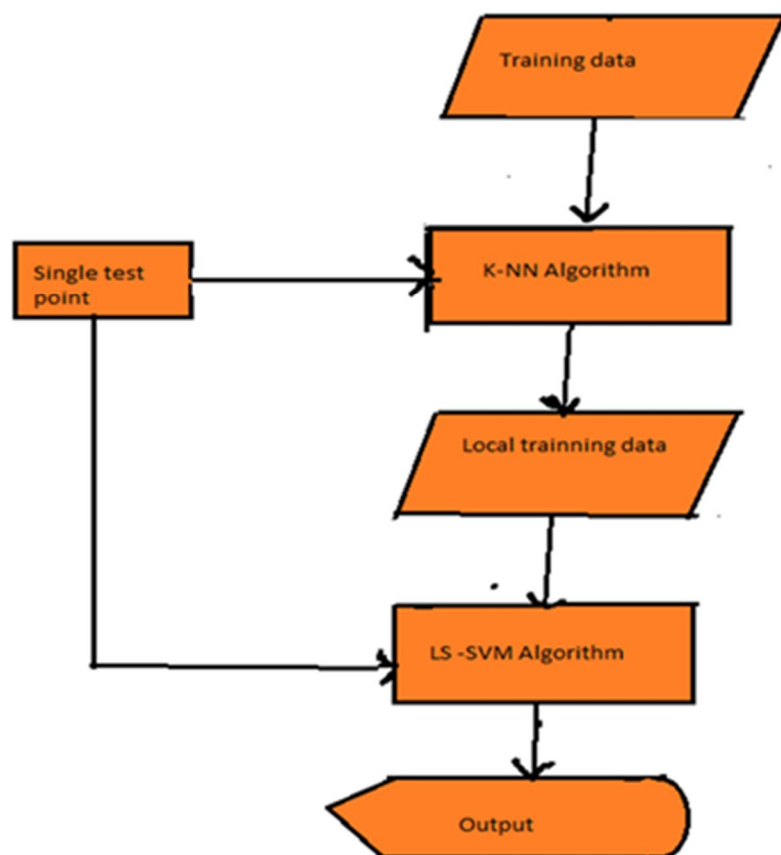 Training data
Single test
point
K-NN Algorithm
Local trainning data
LS -SVM Algorithm
Output